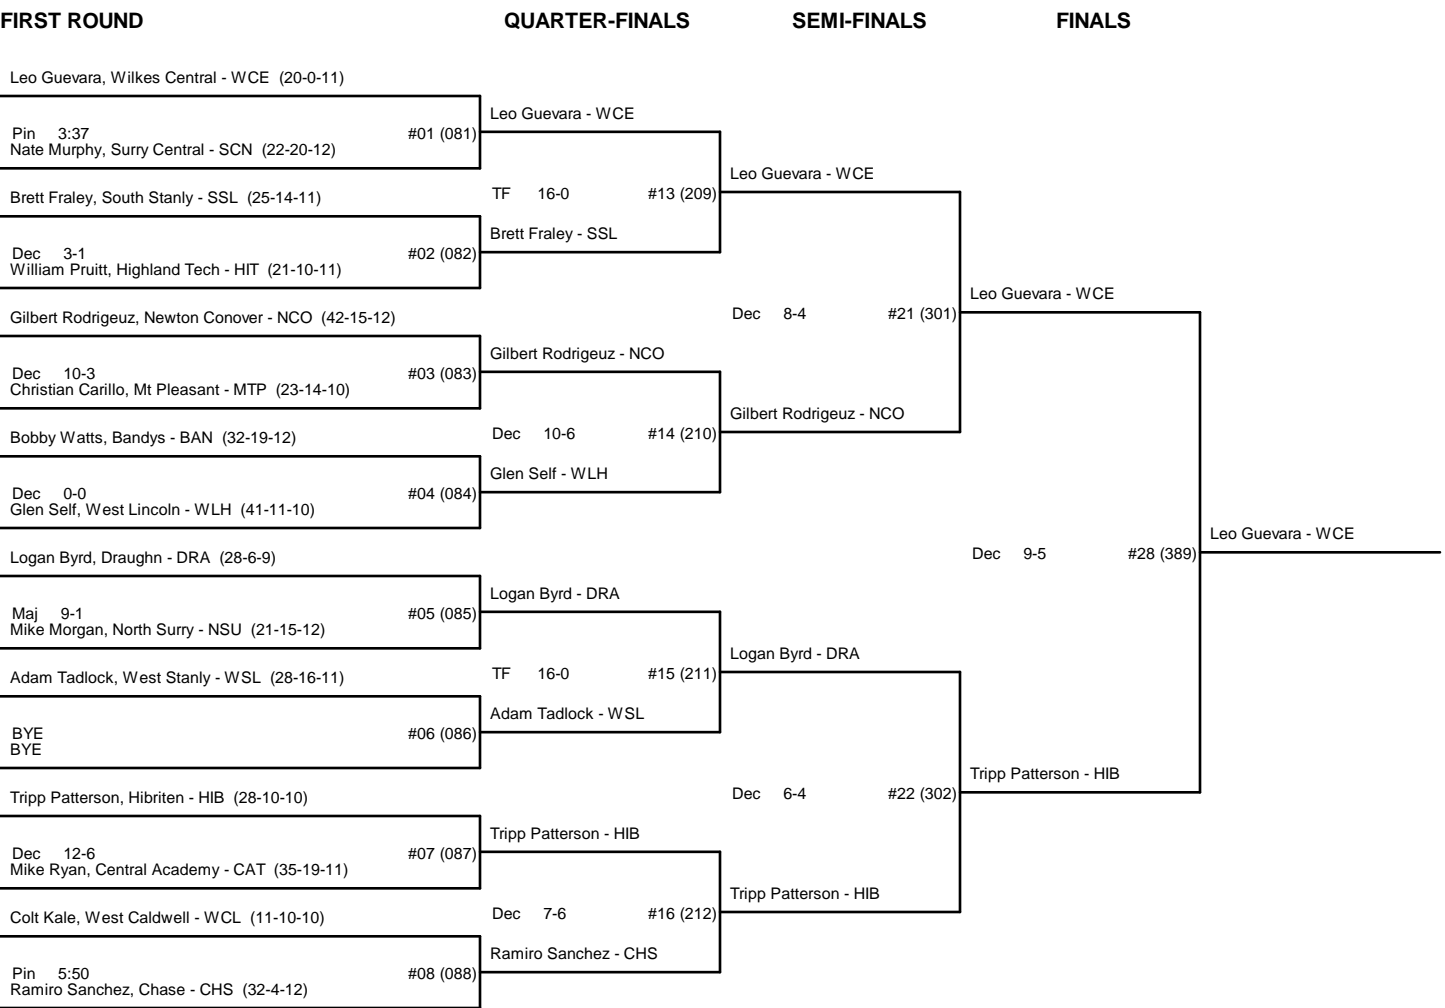 FIRST ROUND QUARTER-FINALS SEMI-FINALS FINALS
Leo Guevara, Wilkes Central - WCE (20-0-11)
Leo Guevara - WCE
Pin 3:37 #01 (081)
Nate Murphy, Surry Central - SCN (22-20-12)
Leo Guevara - WCE
Brett Fraley, South Stanly - SSL (25-14-11)
TF 16-0 #13 (209)
Brett Fraley - SSL
Dec 3-1 #02 (082)
William Pruitt, Highland Tech - HIT (21-10-11)
Leo Guevara - WCE
Gilbert Rodrigeuz, Newton Conover - NCO (42-15-12)
Dec 8-4 #21 (301)
Gilbert Rodrigeuz - NCO
Dec 10-3 #03 (083)
Christian Carillo, Mt Pleasant - MTP (23-14-10)
Gilbert Rodrigeuz - NCO
Bobby Watts, Bandys - BAN (32-19-12)
Dec 10-6 #14 (210)
Glen Self - WLH
Dec 0-0 #04 (084)
Glen Self, West Lincoln - WLH (41-11-10)
Leo Guevara - WCE
Logan Byrd, Draughn - DRA (28-6-9)
Dec 9-5 #28 (389)
Logan Byrd - DRA
Maj 9-1 #05 (085)
Mike Morgan, North Surry - NSU (21-15-12)
Logan Byrd - DRA
Adam Tadlock, West Stanly - WSL (28-16-11)
TF 16-0 #15 (211)
Adam Tadlock - WSL
BYE #06 (086)
BYE
Tripp Patterson - HIB
Tripp Patterson, Hibriten - HIB (28-10-10)
Dec 6-4 #22 (302)
Tripp Patterson - HIB
Dec 12-6 #07 (087)
Mike Ryan, Central Academy - CAT (35-19-11)
Tripp Patterson - HIB
Colt Kale, West Caldwell - WCL (11-10-10)
Dec 7-6 #16 (212)
Ramiro Sanchez - CHS
Pin 5:50 #08 (088)
Ramiro Sanchez, Chase - CHS (32-4-12)